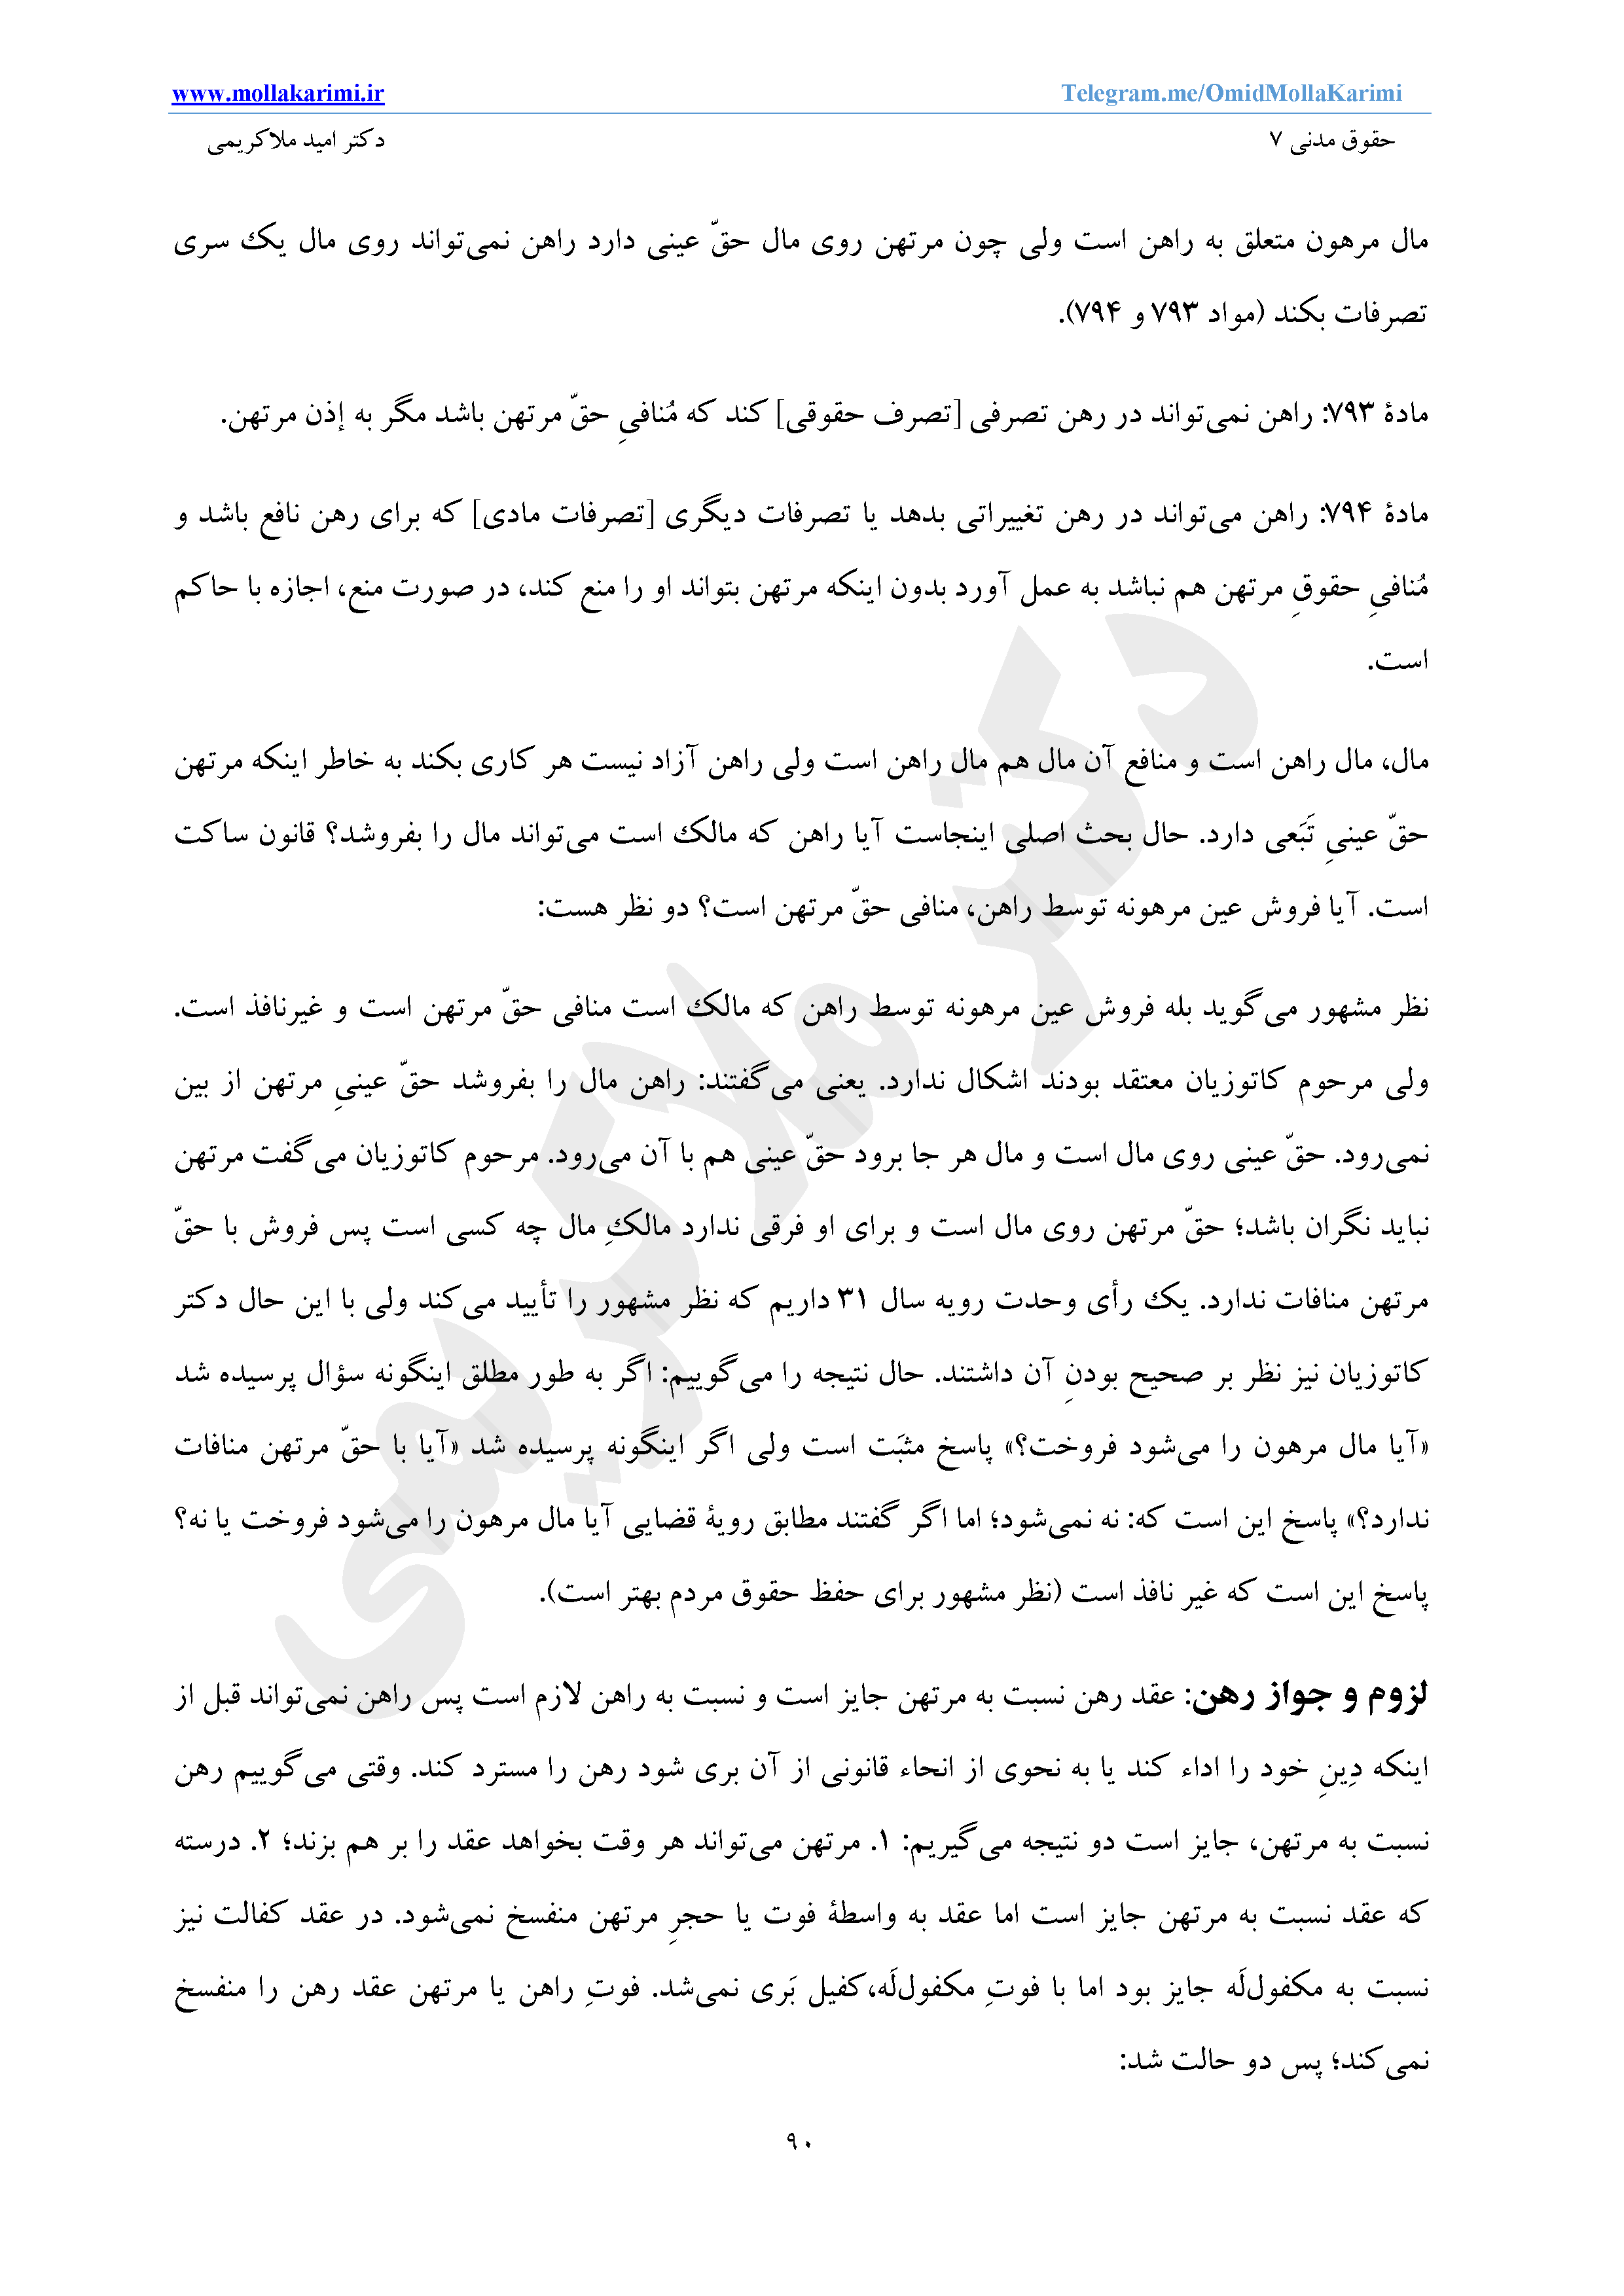 www.mollakarimi.ir Telegram.me/OmidMollaKarimi
حقوق مدنی ۷ دکتر امید ملاکریمی
مال مرهون متعلق به راهن است ولی چون مرتهن روی مال حقّ عینی دارد راهن نمی‌تواند روی مال یک سری
تصرفات بکند (مواد ۷۹۳ و ۷۹۴).
مادۀ ۷۹۳: راهن نمی‌تواند در رهن تصرفی [تصرف حقوقی] کند که مُنافیِ حقّ مرتهن باشد مگر به إذن مرتهن.
مادۀ ۷۹۴: راهن می‌تواند در رهن تغییراتی بدهد یا تصرفات دیگری [تصرفات مادی] که برای رهن نافع باشد و
مُنافیِ حقوقِ مرتهن هم نباشد به عمل آورد بدون اینکه مرتهن بتواند او را منع کند، در صورت منع، اجازه با حاکم
است.
مال، مال راهن است و منافع آن مال هم مال راهن است ولی راهن آزاد نیست هر کاری بکند به خاطر اینکه مرتهن
حقّ عینیِ تَبَعی دارد. حال بحث اصلی اینجاست آیا راهن که مالک است می‌تواند مال را بفروشد؟ قانون ساکت
است. آیا فروش عین مرهونه توسط راهن، منافی حقّ مرتهن است؟ دو نظر هست:
نظر مشهور می‌گوید بله فروش عین مرهونه توسط راهن که مالک است منافی حقّ مرتهن است و غیرنافذ است.
ولی مرحوم کاتوزیان معتقد بودند اشکال ندارد. یعنی می‌گفتند: راهن مال را بفروشد حقّ عینیِ مرتهن از بین
نمی‌رود. حقّ عینی روی مال است و مال هر جا برود حقّ عینی هم با آن می‌رود. مرحوم کاتوزیان می‌گفت مرتهن
نباید نگران باشد؛ حقّ مرتهن روی مال است و برای او فرقی ندارد مالکِ مال چه کسی است پس فروش با حقّ
مرتهن منافات ندارد. یک رأی وحدت رویه سال ۳۱ داریم که نظر مشهور را تأیید می‌کند ولی با این حال دکتر
کاتوزیان نیز نظر بر صحیح بودنِ آن داشتند. حال نتیجه را می‌گوییم: اگر به طور مطلق اینگونه سؤال پرسیده شد
«آیا مال مرهون را می‌شود فروخت؟» پاسخ مثبَت است ولی اگر اینگونه پرسیده شد «آیا با حقّ مرتهن منافات
ندارد؟» پاسخ این است که: نه نمی‌شود؛ اما اگر گفتند مطابق رویۀ قضایی آیا مال مرهون را می‌شود فروخت یا نه؟
پاسخ این است که غیر نافذ است (نظر مشهور برای حفظ حقوق مردم بهتر است).
لزوم و جواز رهن: عقد رهن نسبت به مرتهن جایز است و نسبت به راهن لازم است پس راهن نمی‌تواند قبل از
اینکه دِینِ خود را اداء کند یا به نحوی از انحاء قانونی از آن بری شود رهن را مسترد کند. وقتی می‌گوییم رهن
نسبت به مرتهن، جایز است دو نتیجه می‌گیریم: ۱. مرتهن می‌تواند هر وقت بخواهد عقد را بر هم بزند؛ ۲. درسته
که عقد نسبت به مرتهن جایز است اما عقد به واسطۀ فوت یا حجرِ مرتهن منفسخ نمی‌شود. در عقد کفالت نیز
نسبت به مکفول‌لَه جایز بود اما با فوتِ مکفول‌لَه،کفیل بَری نمی‌شد. فوتِ راهن یا مرتهن عقد رهن را منفسخ
نمی‌کند؛ پس دو حالت شد:
۹۰
دکتر ملاکریمی